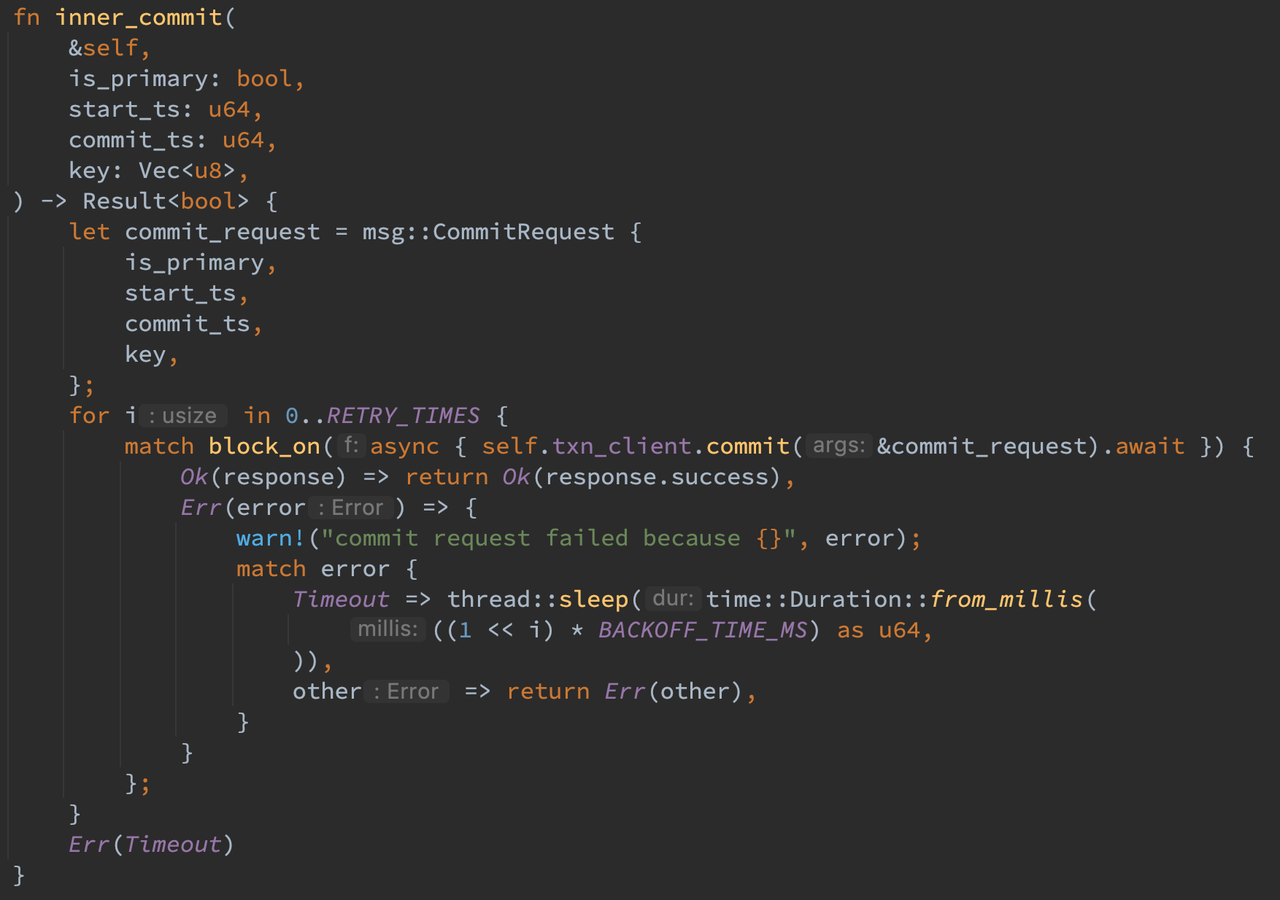 fn inner_commit(
    &self,
    is_primary: bool,
    start_ts: u64,
    commit_ts: u64,
    key: Vec<u8>,
) -> Result<bool> {
    let commit_request = msg::CommitRequest {
        is_primary,
        start_ts,
        commit_ts,
        key,
    };
    for i : usize in 0..RETRY_TIMES {
        match block_on( f: async { self.txn_client.commit( args: &commit_request).await }) {
            Ok(response) => return Ok(response.success),
            Err(error : Error ) => {
                warn!("commit request failed because {}", error);
                match error {
                    Timeout => thread::sleep( dur: time::Duration::from_millis(
                        millis: ((1 << i) * BACKOFF_TIME_MS) as u64,
                    )),
                    other : Error => return Err(other),
                }
            }
        };
    }
    Err(Timeout)
}